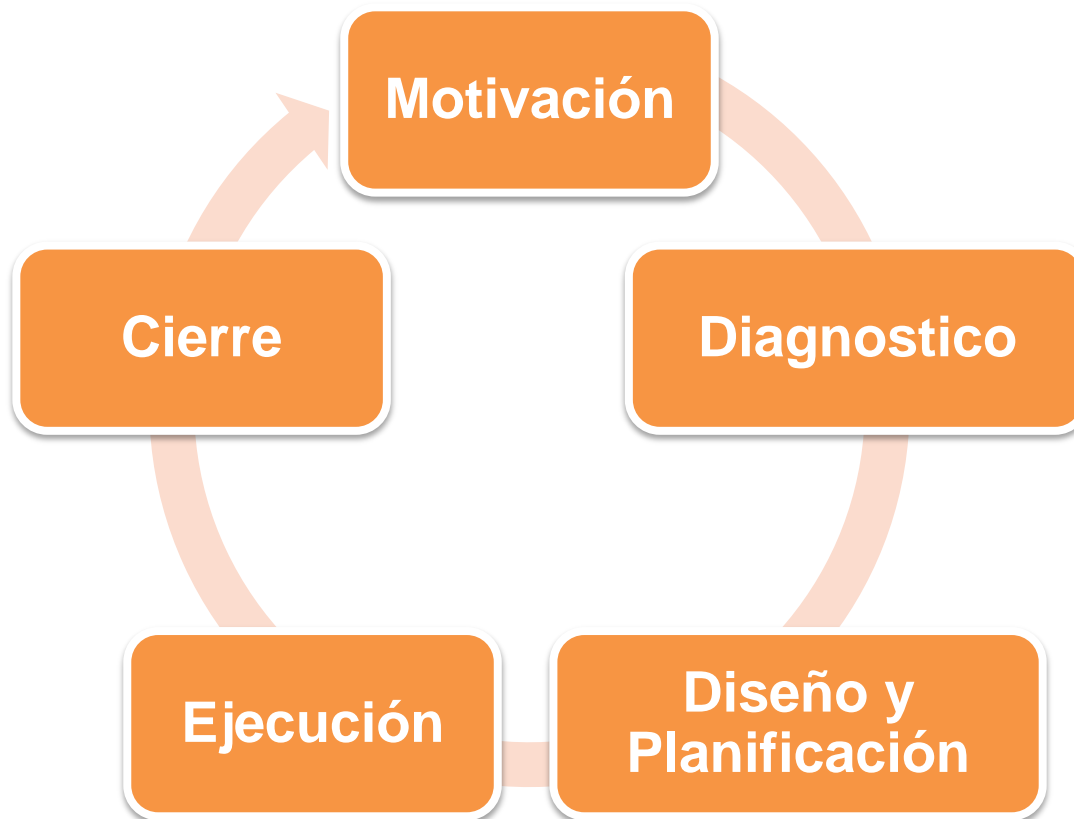 Motivación
Diagnostico
Diseño y
Planificación
Ejecución
Cierre